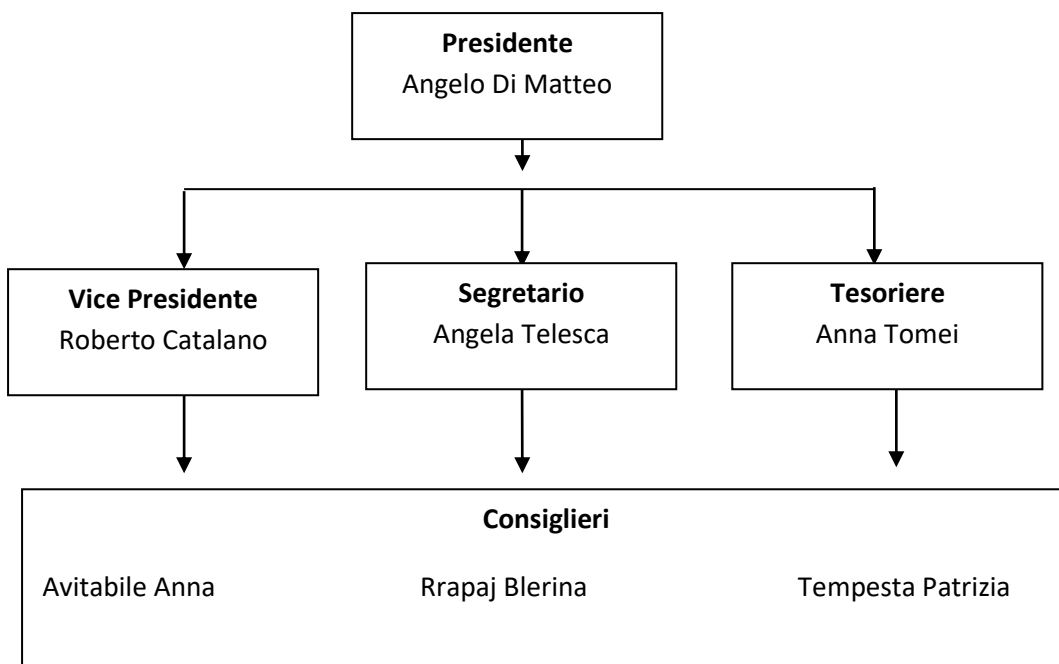 Presidente
Angelo Di Matteo
Vice Presidente
Roberto Catalano
Segretario
Angela Telesca
Tesoriere
Anna Tomei
Consiglieri
Avitabile Anna
Rrapaj Blerina
Tempesta Patrizia